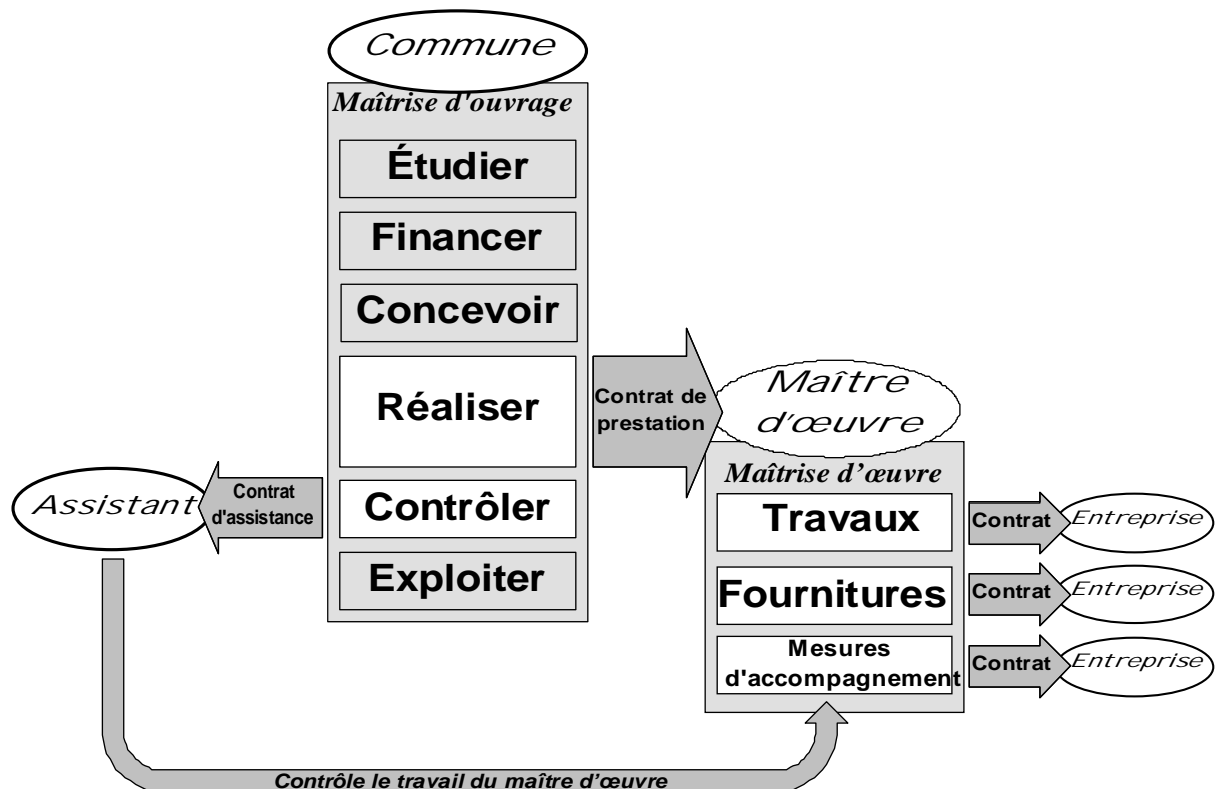 Commune
Maîtrise d'ouvrage
Étudier
Financer
Concevoir
Réaliser
Contrôler
Exploiter
Contrat de
prestation
Maître
d'œuvre
Maîtrise d’œuvre
Travaux
Fournitures
Mesures
d'accompagnement
Contrat
Entreprise
Contrat
Entreprise
Contrat
Entreprise
Assistant
Contrat
d'assistance
Contrôle le travail du maître d’œuvre